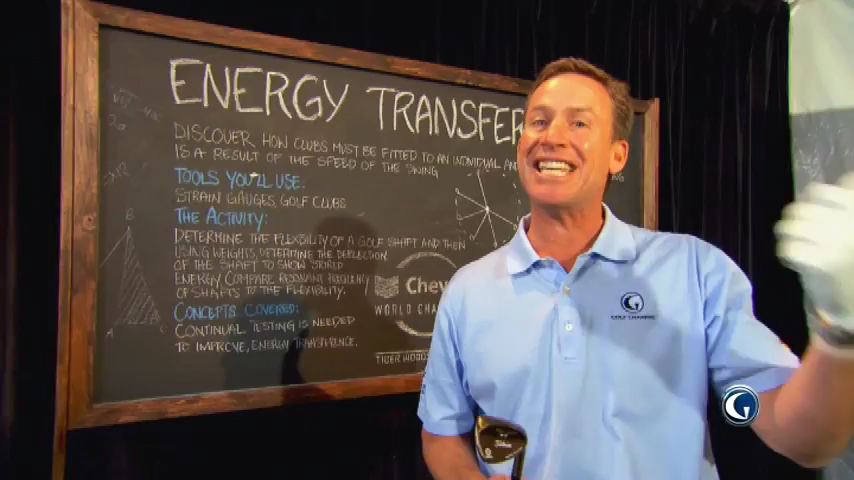 ENERGY TRANSFER
DISCOVER HOW CLUBS MUST BE FITTED TO AN INDIVIDUAL AND
IS A RESULT OF THE SPEED OF THE SWING
TOOLS YOU'LL USE:
STRAIN GAUGES, GOLF CLUBS
THE ACTIVITY:
DETERMINE THE FLEXIBILITY OF A GOLF SHAFT AND THEN
USING WEIGHTS, DETERMINE THE DEFLECTION
OF THE SHAFT TO SHOW
ENERGY COMPARE RESONANT FREQUENCY
OF SHAFTS TO THE FLEXIBILITY.
CONCEPTS COVERED:
CONTINUAL TESTING IS NEEDED
TO IMPROVE, ENERGY TRANSFERENCE.
B
A
Chev
WORLD CHA
TIGER WOODS
G
GOLF CHANNEL
Titleist
G